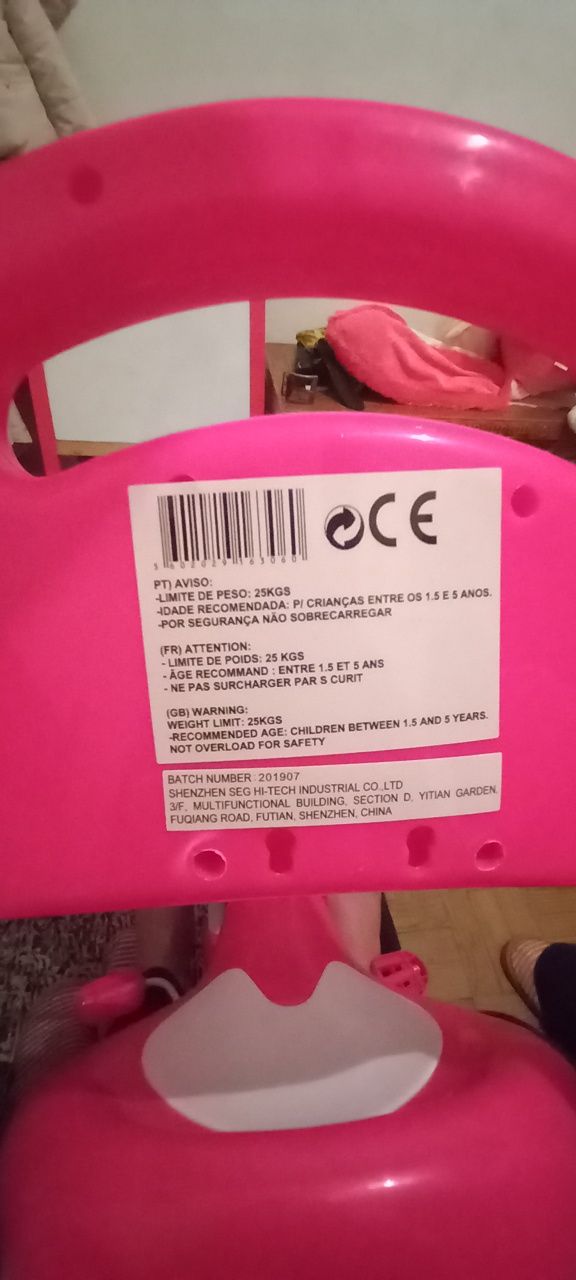 5602029163060
CE
PT) AVISO:
-LIMITE DE PESO: 25KGS
-IDADE RECOMENDADA: P/ CRIANÇAS ENTRE OS 1.5 E 5 ANOS.
-POR SEGURANÇA NÃO SOBRECARREGAR
(FR) ATTENTION:
- LIMITE DE POIDS: 25 KGS
- ÂGE RECOMMAND : ENTRE 1.5 ET 5 ANS
- NE PAS SURCHARGER PAR S CURIT
(GB) WARNING:
WEIGHT LIMIT: 25KGS
-RECOMMENDED AGE: CHILDREN BETWEEN 1.5 AND 5 YEARS.
NOT OVERLOAD FOR SAFETY
BATCH NUMBER: 201907
SHENZHEN SEG HI-TECH INDUSTRIAL CO.,LTD
3/F, MULTIFUNCTIONAL BUILDING, SECTION D, YITIAN GARDEN,
FUQIANG ROAD, FUTIAN, SHENZHEN, CHINA